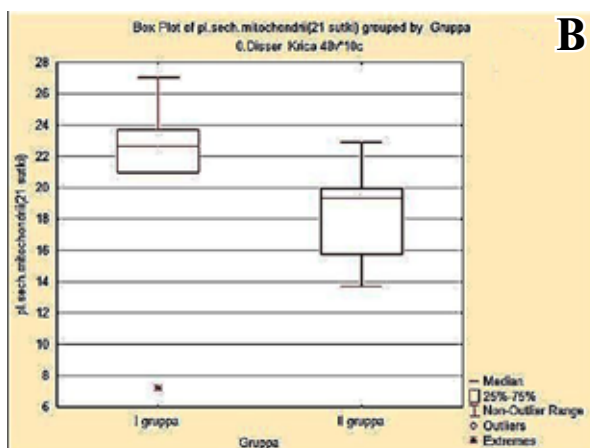 Box Plot of pl.sech.mitochondrii(21 sutki) grouped by Gruppa
6.Disser Krica 48v*10c
B
28
26
24
22
20
18
16
14
12
10
8
6
pl.sech.mitochondrii(21 sutki)
I gruppa
II gruppa
Gruppa
Median
25%-75%
Non-Outlier Range
Outliers
Extremes